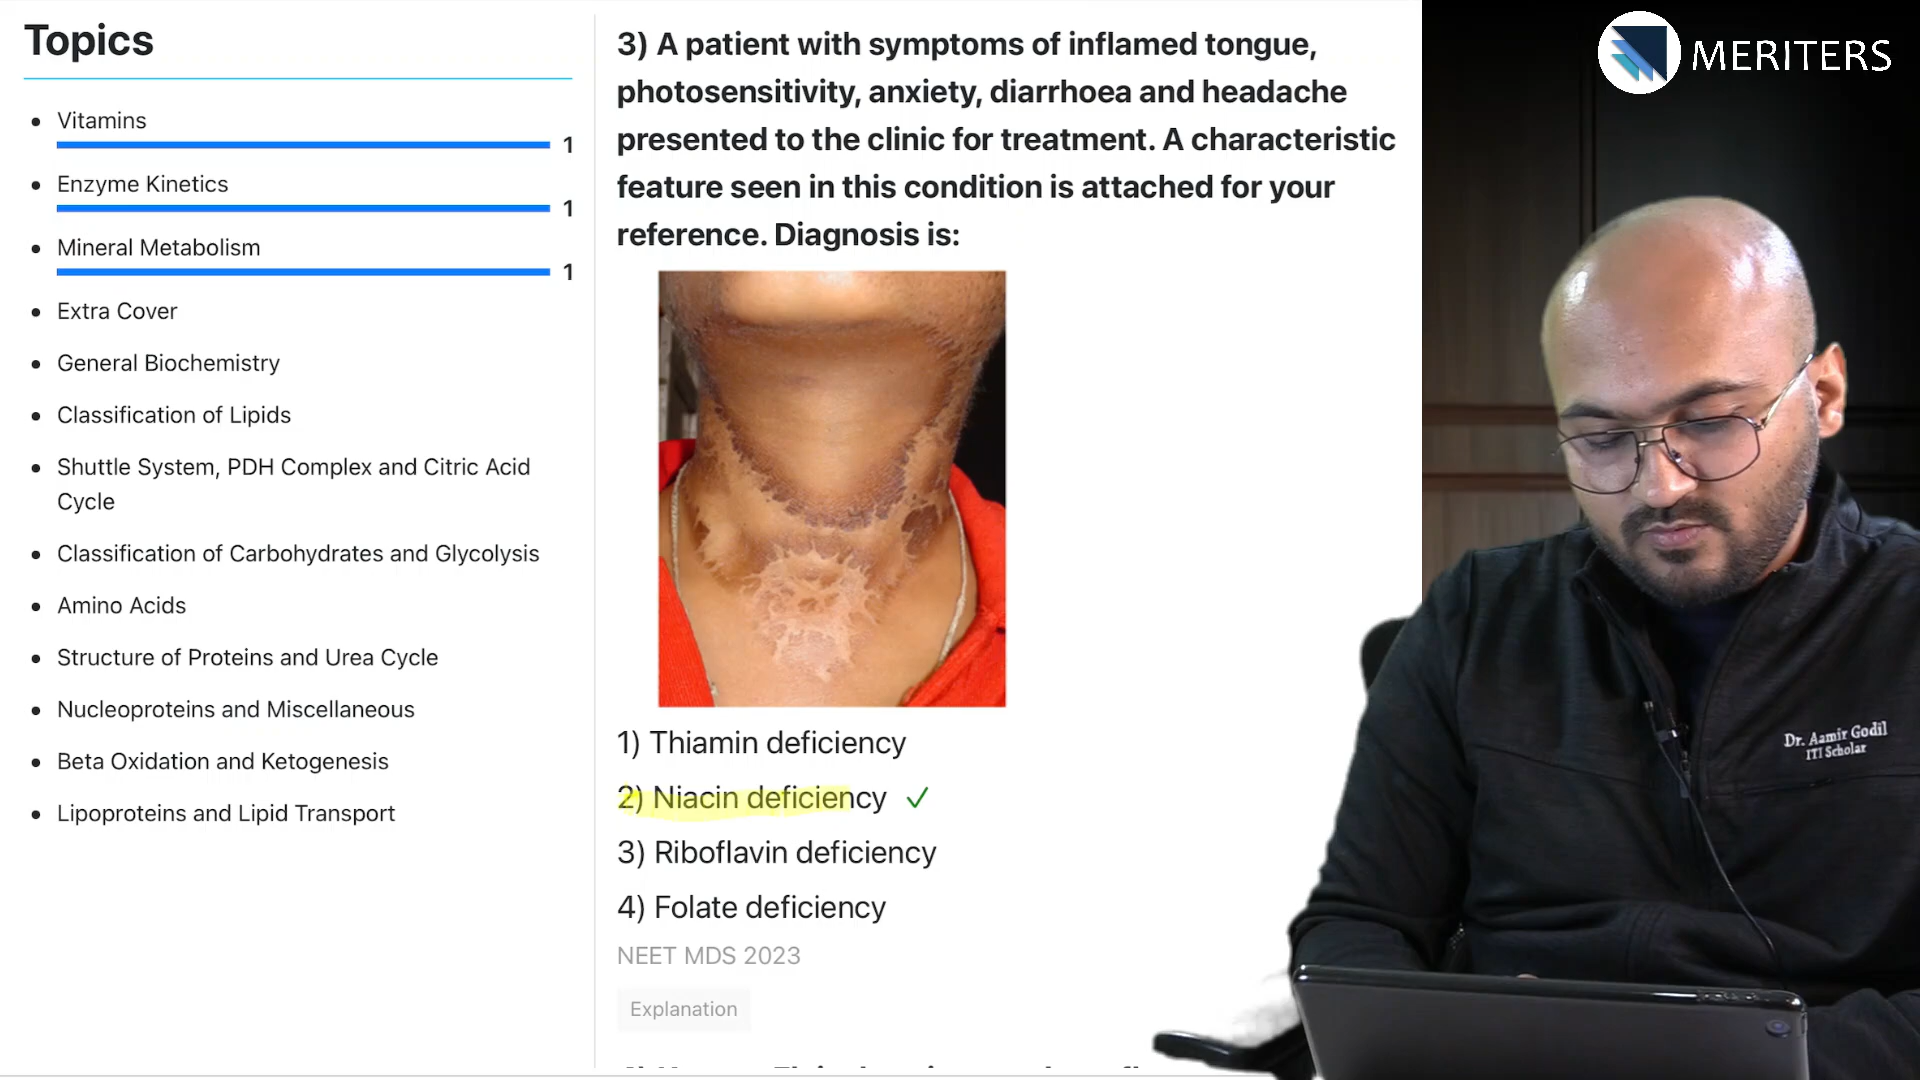 Topics
Vitamins
1
Enzyme Kinetics
1
Mineral Metabolism
1
Extra Cover
General Biochemistry
Classification of Lipids
Shuttle System, PDH Complex and Citric Acid
Cycle
Classification of Carbohydrates and Glycolysis
Amino Acids
Structure of Proteins and Urea Cycle
Nucleoproteins and Miscellaneous
Beta Oxidation and Ketogenesis
Lipoproteins and Lipid Transport
3) A patient with symptoms of inflamed tongue,
photosensitivity, anxiety, diarrhoea and headache
presented to the clinic for treatment. A characteristic
feature seen in this condition is attached for your
reference. Diagnosis is:
1) Thiamin deficiency
2) Niacin deficiency ✓
3) Riboflavin deficiency
4) Folate deficiency
NEET MDS 2023
Explanation
MERITERS
Dr. Aamir Godil
ITI Scholar